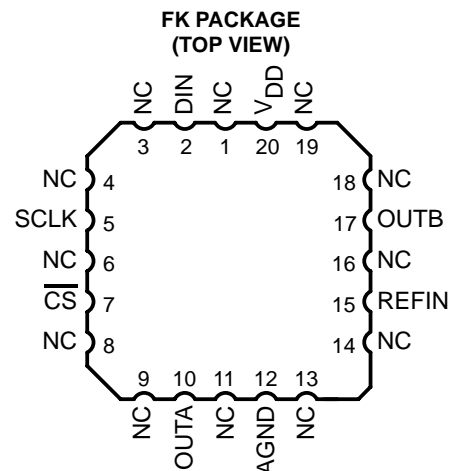 FK PACKAGE
(TOP VIEW)
NC DIN NC VDD NC
3 2 1 20 19
NC 4 18 NC
SCLK 5 17 OUTB
NC 6 16 NC
CS 7 15 REFIN
NC 8 14 NC
9 10 11 12 13
NC OUTA NC AGND NC